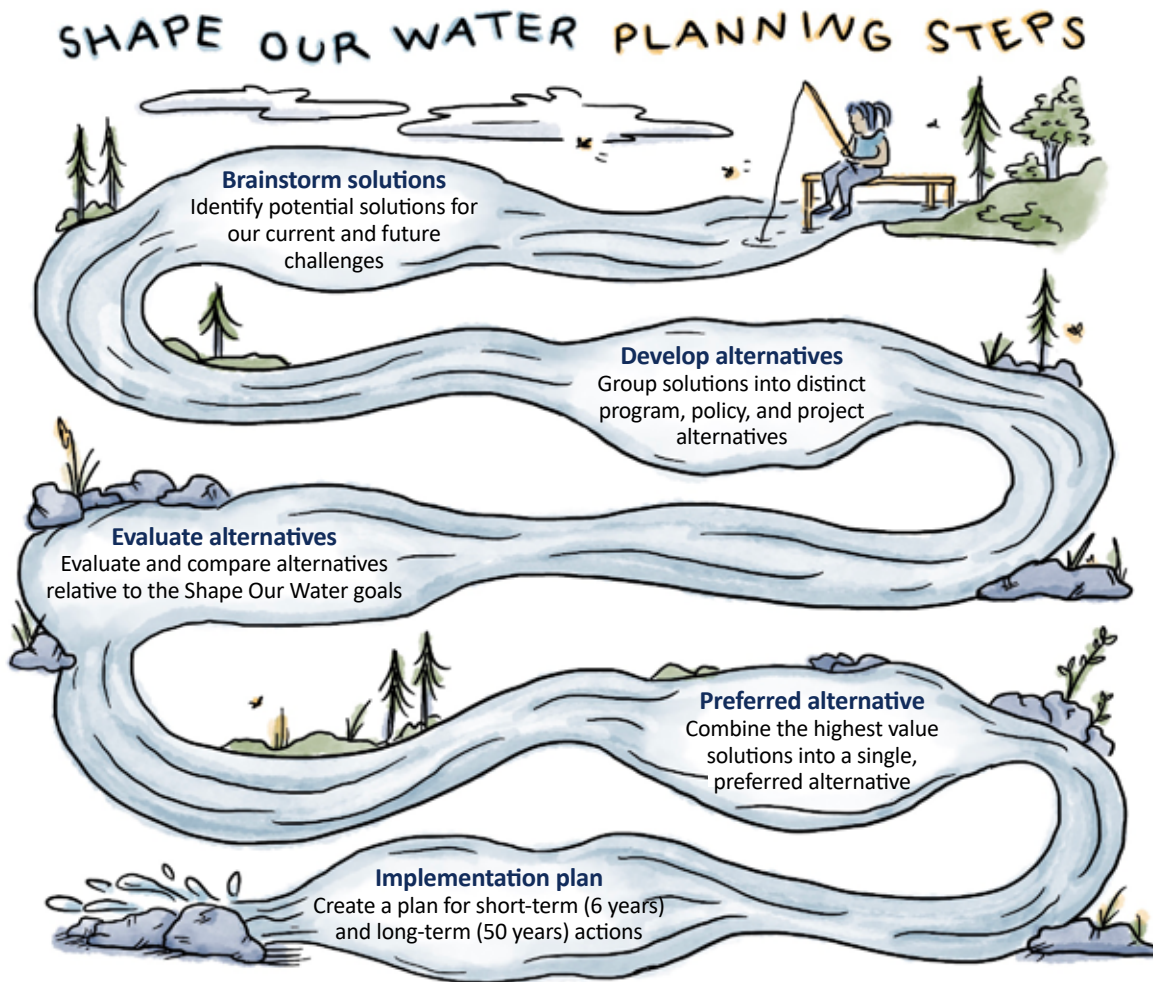 SHAPE OUR WATER PLANNING STEPS
Brainstorm solutions
Identify potential solutions for
our current and future
challenges
Develop alternatives
Group solutions into distinct
program, policy, and project
alternatives
Evaluate alternatives
Evaluate and compare alternatives
relative to the Shape Our Water goals
Preferred alternative
Combine the highest value
solutions into a single,
preferred alternative
Implementation plan
Create a plan for short-term (6 years)
and long-term (50 years) actions